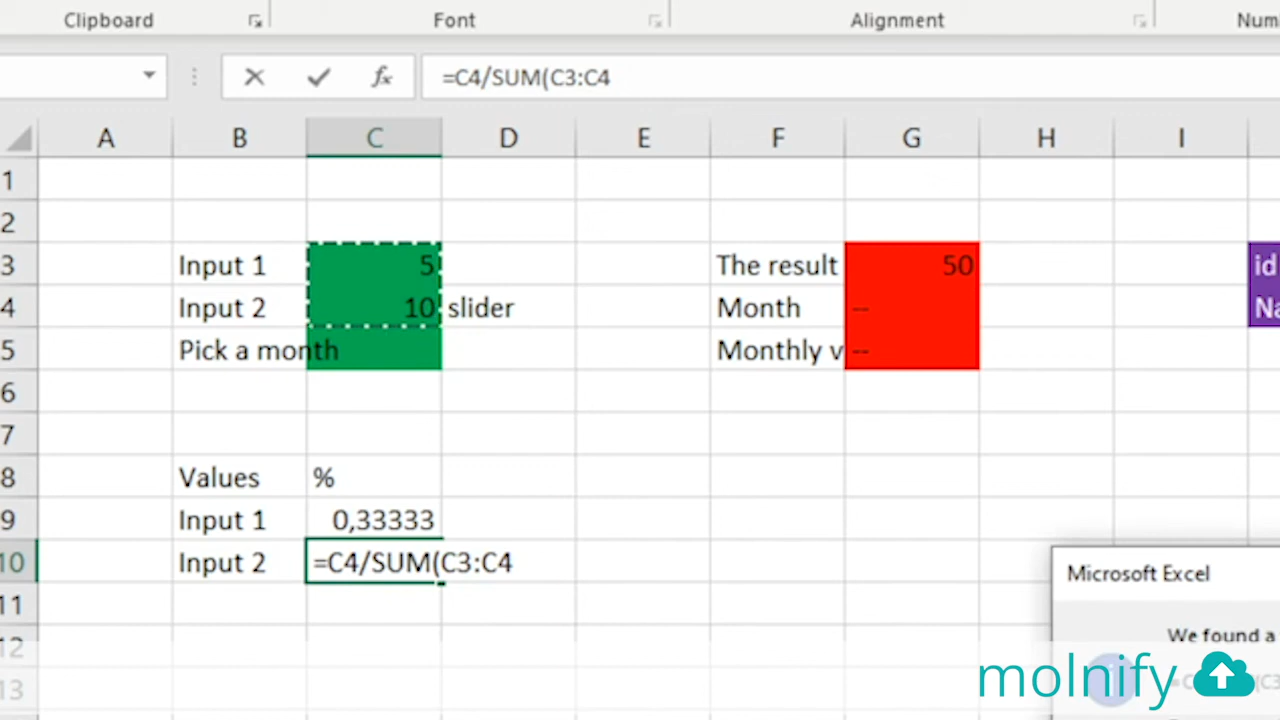 Clipboard Font Alignment
=C4/SUM(C3:C4
A B C D E F G H I
1
2
3 Input 1 5 The result 50 id
4 Input 2 10 slider Month --
5 Pick a month Monthly v --
6
7
8 Values %
9 Input 1 0,33333
10 Input 2 =C4/SUM(C3:C4
11
12
13
Microsoft Excel
We found a
molnify